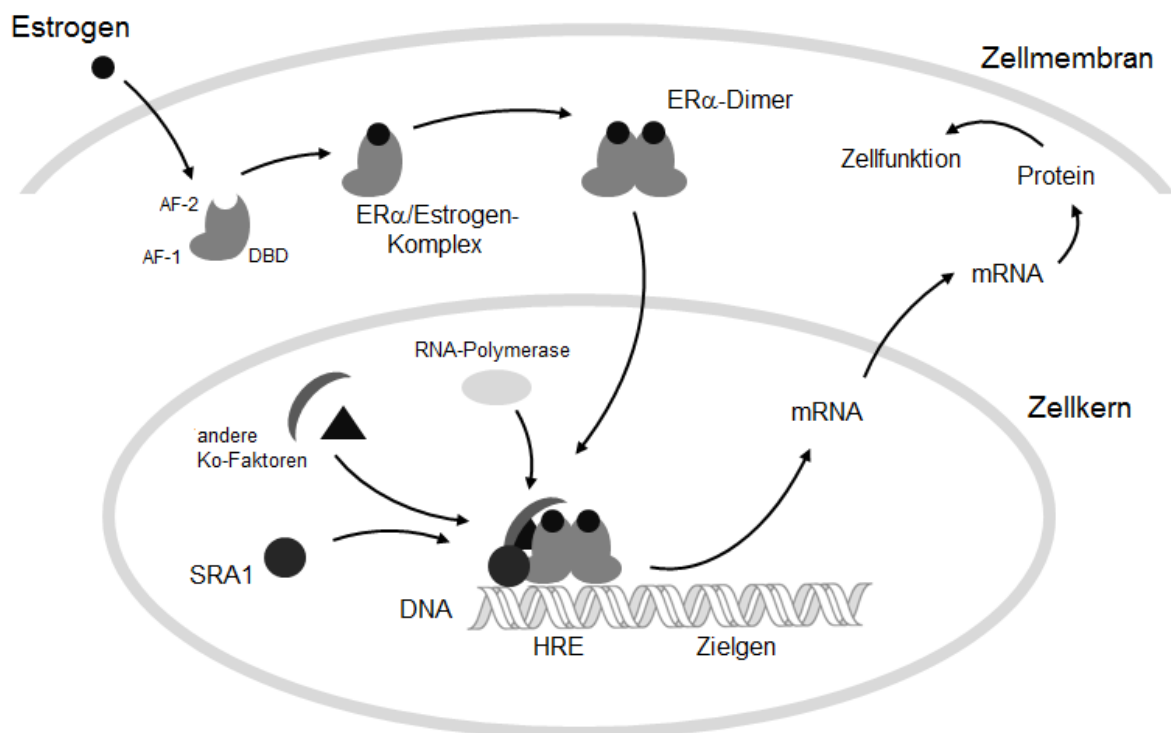 Estrogen
Zellmembran
ERα-Dimer
Zellfunktion
Protein
AF-2
AF-1
DBD
ERα/Estrogen-
Komplex
mRNA
RNA-Polymerase
mRNA
Zellkern
andere
Ko-Faktoren
SRA1
DNA
HRE
Zielgen